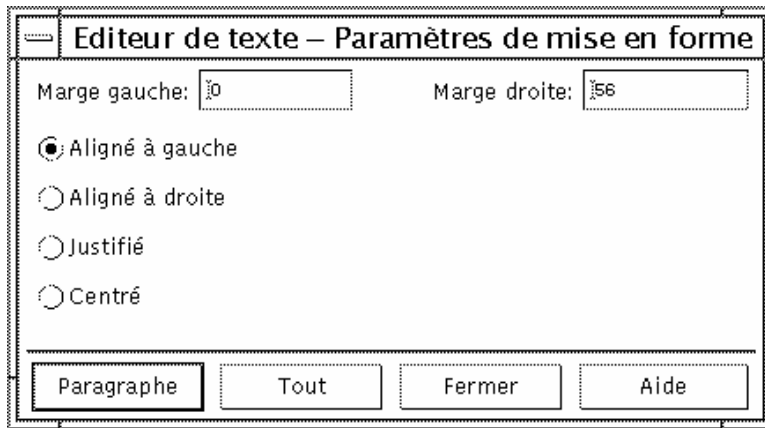 Editeur de texte – Paramètres de mise en forme
Marge gauche: 0 Marge droite: 56
Aligné à gauche
Aligné à droite
Justifié
Centré
Paragraphe Tout Fermer Aide